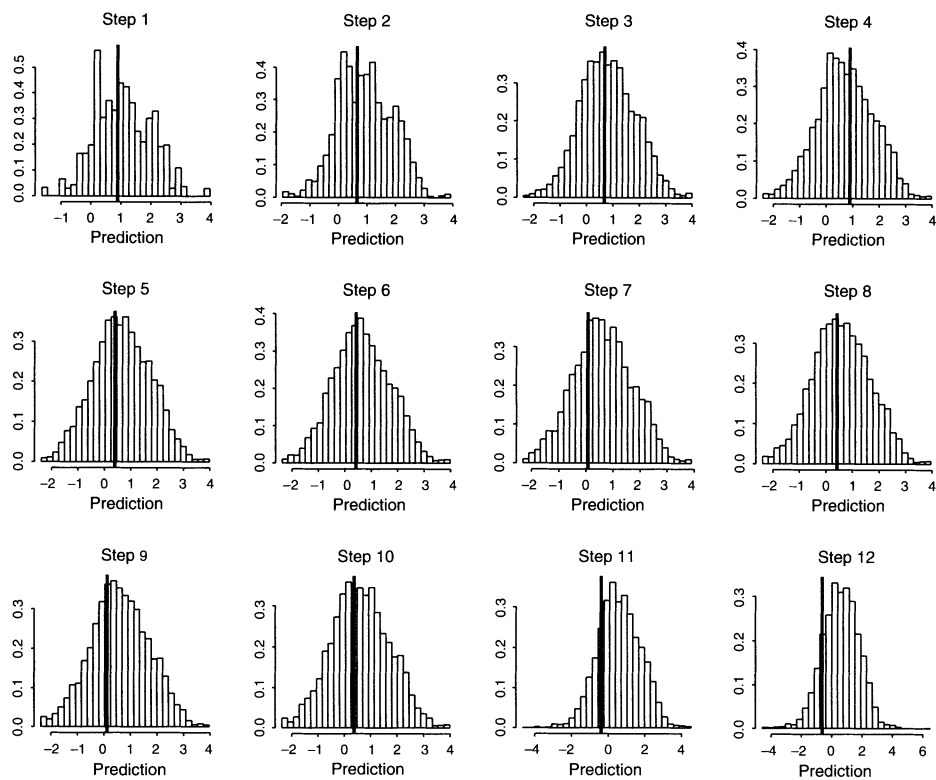 Step 1 Step 2 Step 3 Step 4
0.0 0.1 0.2 0.3 0.4 0.5
−1 0 1 2 3 4
Prediction
0.0 0.1 0.2 0.3 0.4
−2 −1 0 1 2 3 4
Prediction
0.0 0.1 0.2 0.3
−2 0 1 2 3 4
Prediction
0.0 0.1 0.2 0.3 0.4
−2 0 1 2 3 4
Prediction
Step 5 Step 6 Step 7 Step 8
0.0 0.1 0.2 0.3
−2 −1 0 1 2 3 4
Prediction
0.0 0.1 0.2 0.3 0.4
−2 −1 0 1 2 3 4
Prediction
0.0 0.1 0.2 0.3
−2 0 1 2 3 4
Prediction
0.0 0.1 0.2 0.3
−2 −1 0 1 2 3 4
Prediction
Step 9 Step 10 Step 11 Step 12
0.0 0.1 0.2 0.3
−2 −1 0 1 2 3 4
Prediction
0.0 0.1 0.2 0.3
−2 0 1 2 3 4
Prediction
0.0 0.1 0.2 0.3
−4 −2 0 2 4
Prediction
0.0 0.1 0.2 0.3
−4 −2 0 2 4 6
Prediction